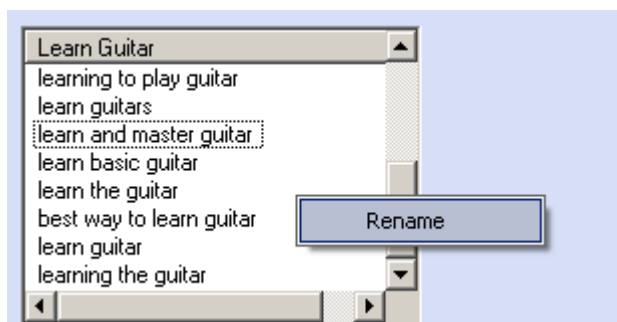 Learn Guitar
learning to play guitar
learn guitars
learn and master guitar
learn basic guitar
learn the guitar
best way to learn guitar
Rename
learn guitar
learning the guitar